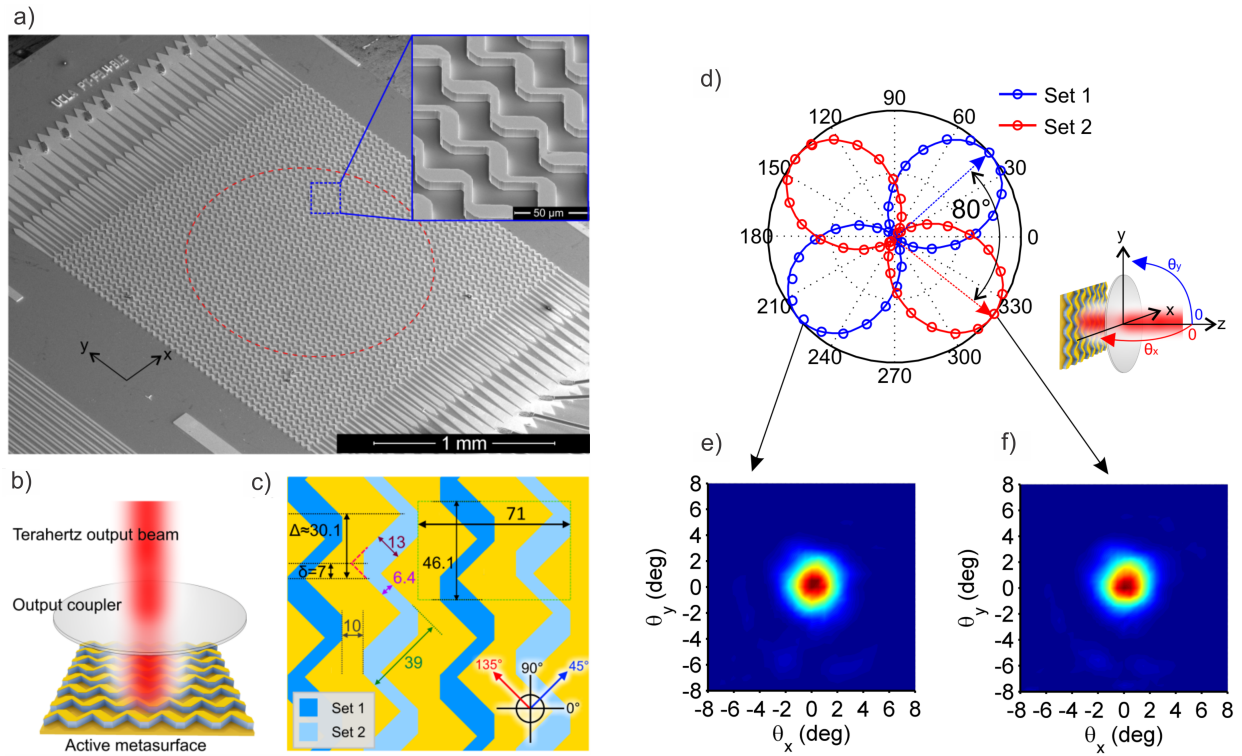 a)
UCLA
50 µm
y
x
1 mm
b)
Terahertz output beam
Output coupler
Active metasurface
c)
Δ≈30.1
δ=7
13
6.4
46.1
71
10
39
135°
90°
45°
0°
Set 1
Set 2
d)
Set 1
Set 2
90
120
60
150
30
180
0
210
330
240
300
270
80°
y
θy
x
0
z
0
θx
e)
8
6
4
2
0
-2
-4
-6
-8
-8 -6 -4 -2 0 2 4 6 8
θ_y (deg)
θ_x (deg)
f)
8
6
4
2
0
-2
-4
-6
-8
-8 -6 -4 -2 0 2 4 6 8
θ_y (deg)
θ_x (deg)